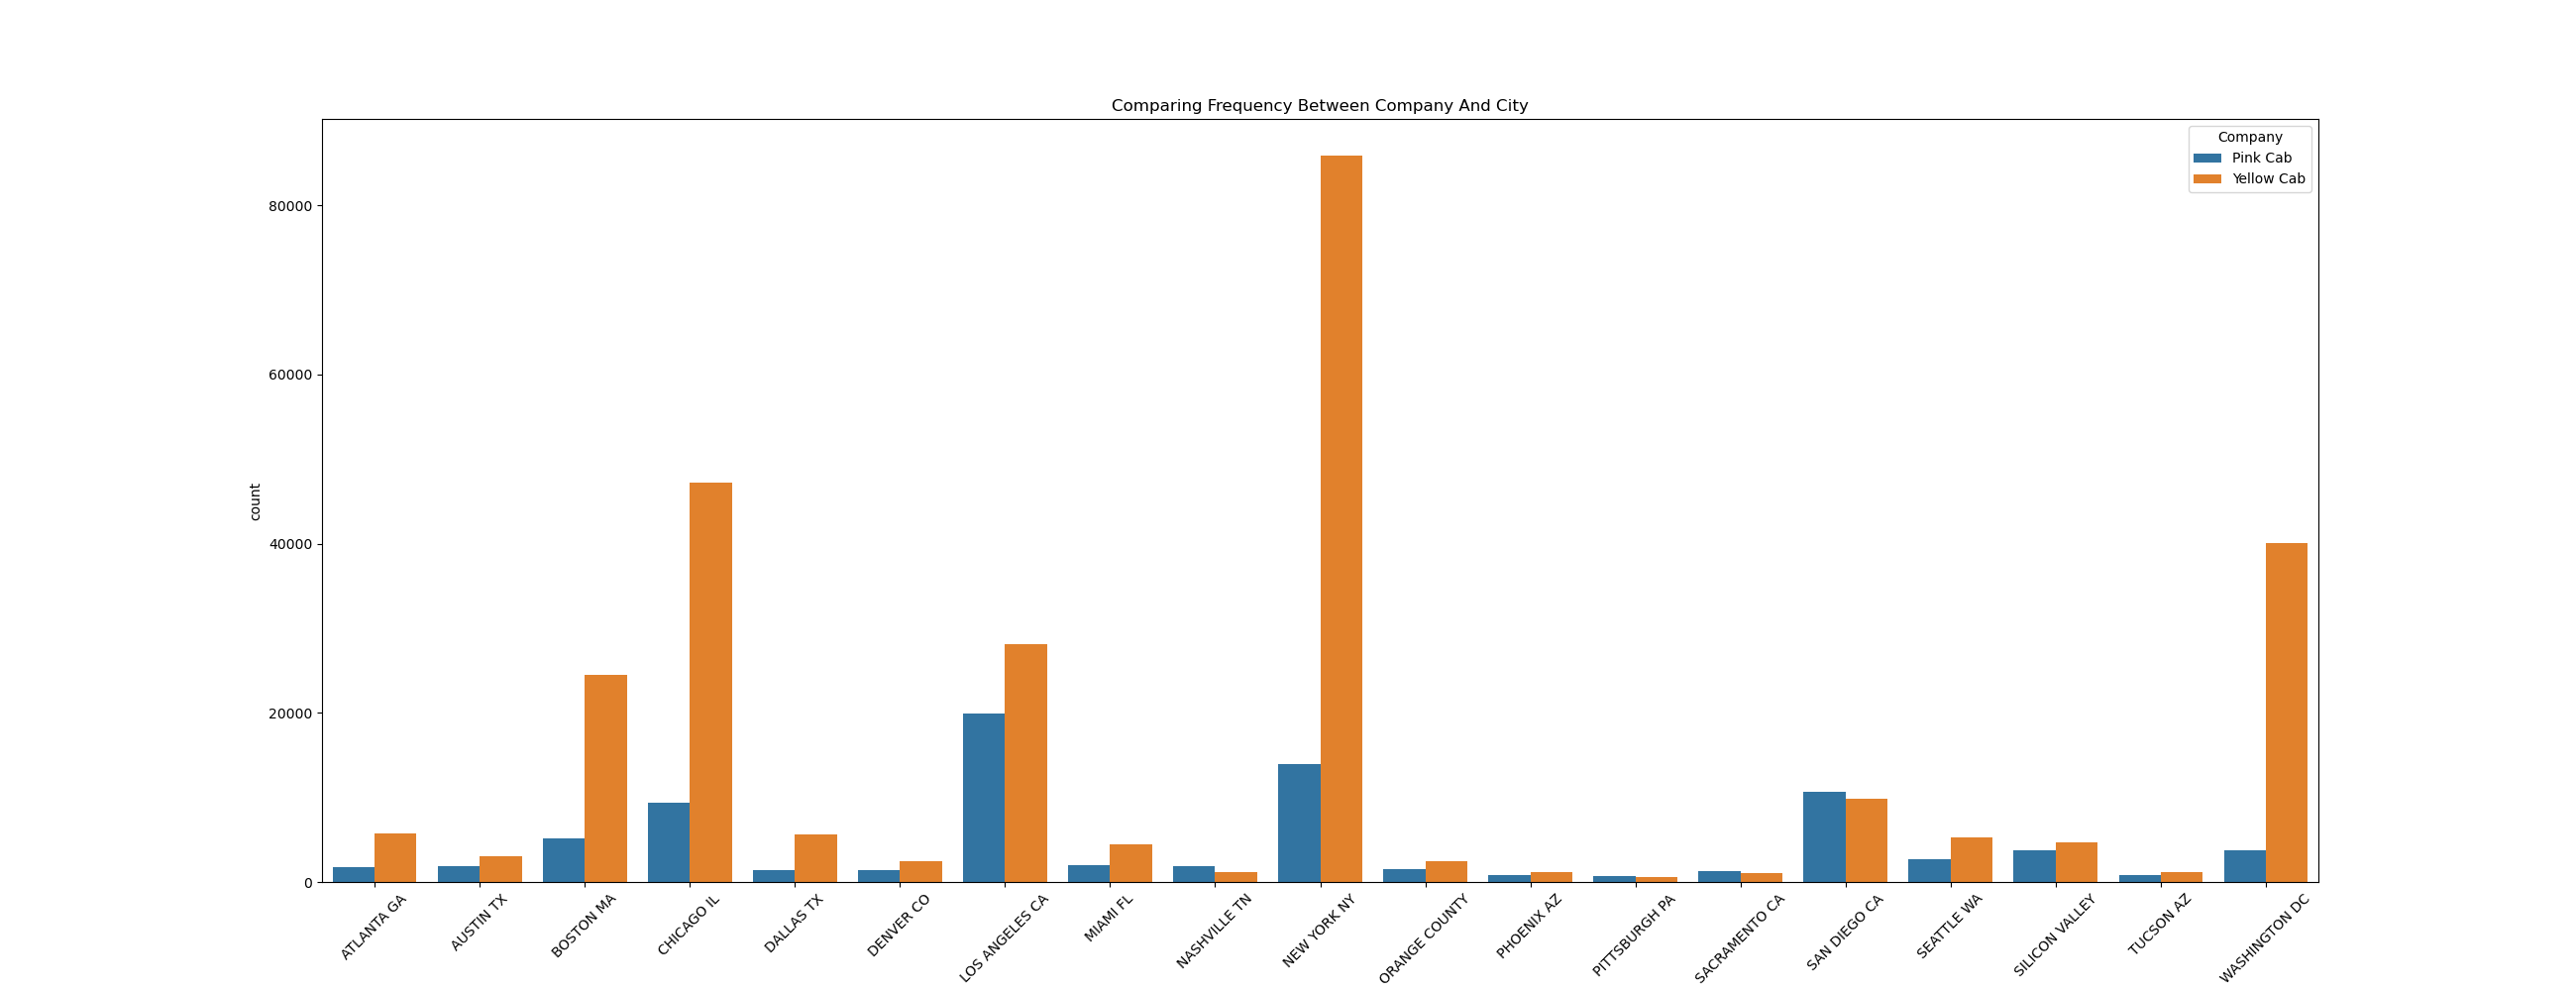 Comparing Frequency Between Company And City
Company
Pink Cab
Yellow Cab
80000
60000
40000
20000
0
count
ATLANTA GA
AUSTIN TX
BOSTON MA
CHICAGO IL
DALLAS TX
DENVER CO
LOS ANGELES CA
MIAMI FL
NASHVILLE TN
NEW YORK NY
ORANGE COUNTY
PHOENIX AZ
PITTSBURGH PA
SACRAMENTO CA
SAN DIEGO CA
SEATTLE WA
SILICON VALLEY
TUCSON AZ
WASHINGTON DC